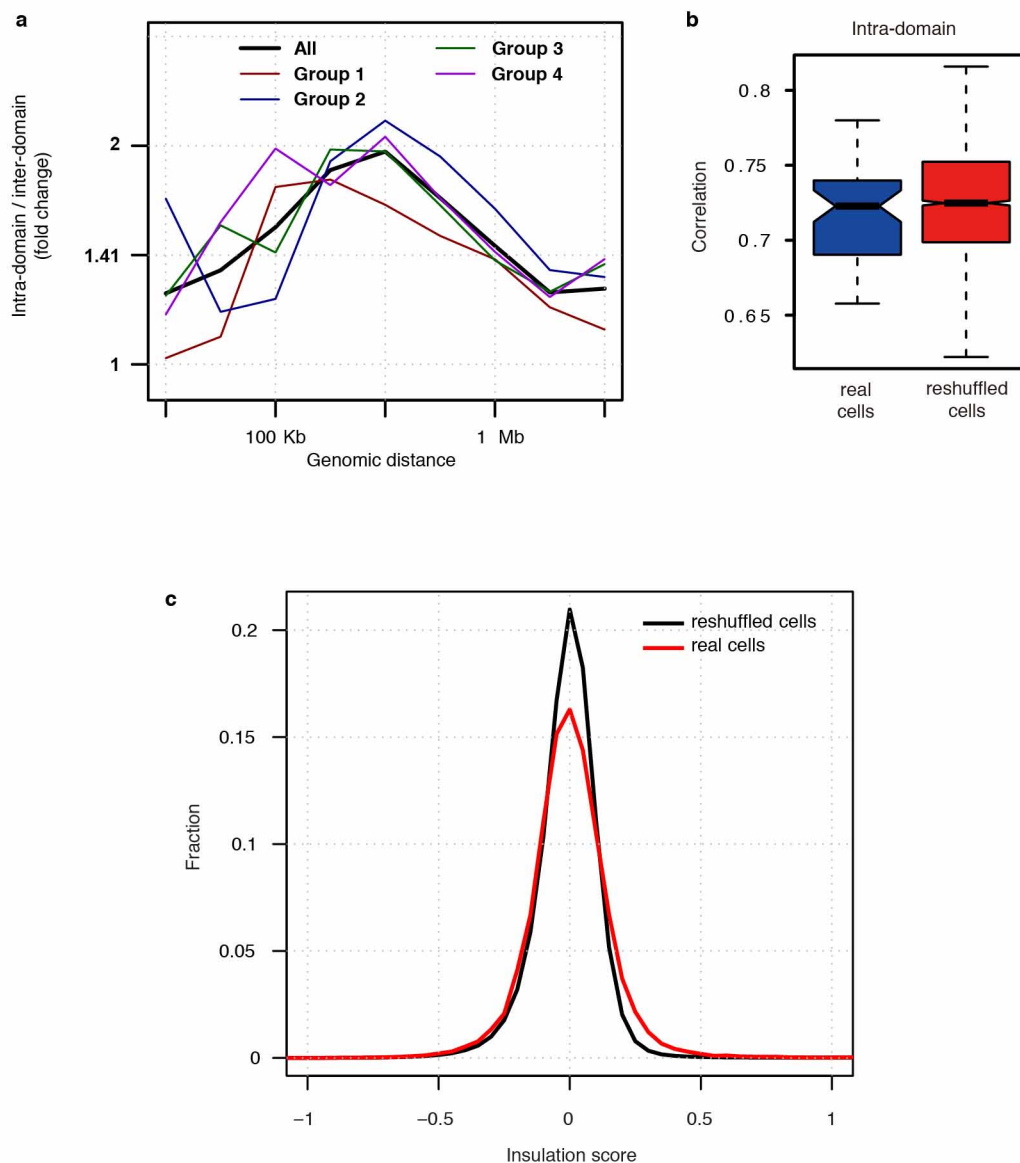 a
All
Group 1
Group 2
Group 3
Group 4
Intra-domain / inter-domain
(fold change)
2
1.41
1
100 Kb
1 Mb
Genomic distance
b
Intra-domain
Correlation
0.8
0.75
0.7
0.65
real
cells
reshuffled
cells
c
reshuffled cells
real cells
Fraction
0.2
0.15
0.1
0.05
0
−1
−0.5
0
0.5
1
Insulation score